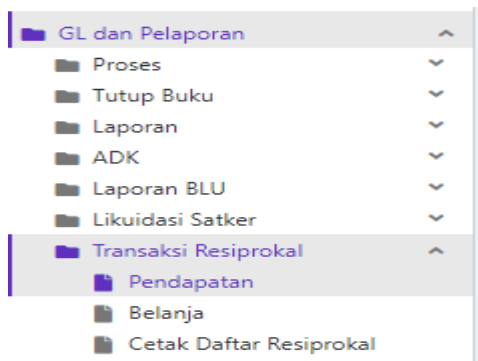 GL dan Pelaporan
Proses
Tutup Buku
Laporan
ADK
Laporan BLU
Likuidasi Satker
Transaksi Resiprokal
Pendapatan
Belanja
Cetak Daftar Resiprokal